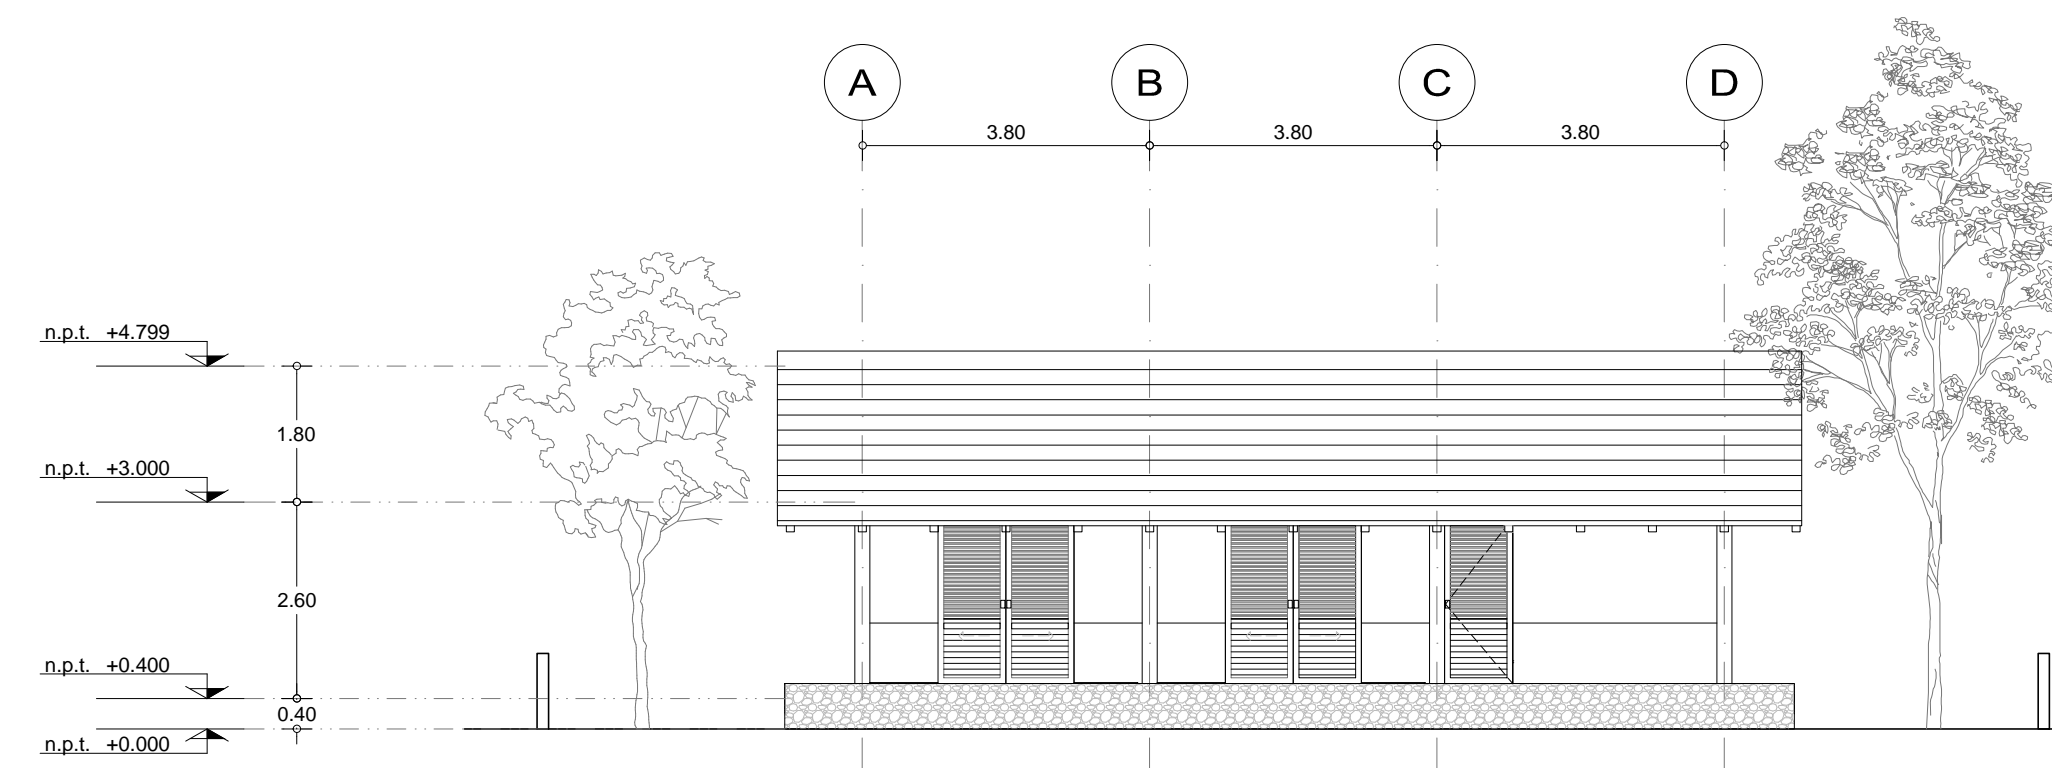 A B C D
3.80 3.80 3.80
n.p.t. +4.799
1.80
n.p.t. +3.000
2.60
n.p.t. +0.400
0.40
n.p.t. +0.000